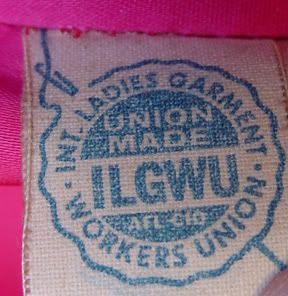 INT. LADIES GARMENT
UNION
MADE
ILGWU
AFL-CIO
· WORKERS UNION ·